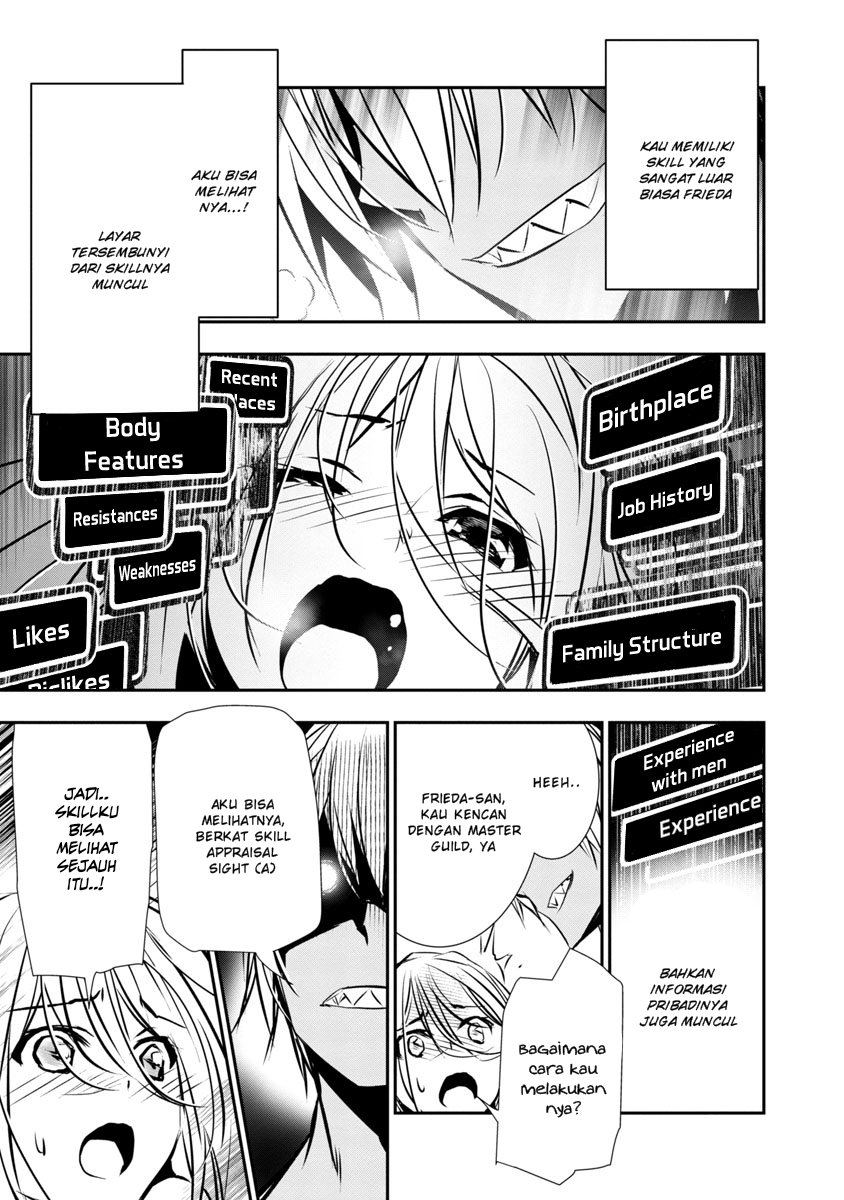 KAU MEMILIKI
SKILL YANG
SANGAT LUAR
BIASA FRIEDA
AKU BISA
MELIHAT
NYA...!
LAYAR
TERSEMBUNYI
DARI SKILLNYA
MUNCUL
Birthplace
Job History
Family Structure
Recent
Places
Body
Features
Resistances
Weaknesses
Likes
Dislikes
Experience
with men
Experience
BAHKAN
INFORMASI
PRIBADINYA
JUGA MUNCUL
HEEH..
FRIEDA-SAN,
KAU KENCAN
DENGAN MASTER
GUILD, YA
BAGAIMANA
CARA KAU
MELAKUKAN
NYA?
AKU BISA
MELIHATNYA,
BERKAT SKILL
APPRAISAL
SIGHT (A)
JADI..
SKILLKU
BISA
MELIHAT
SEJAUH
ITU..!